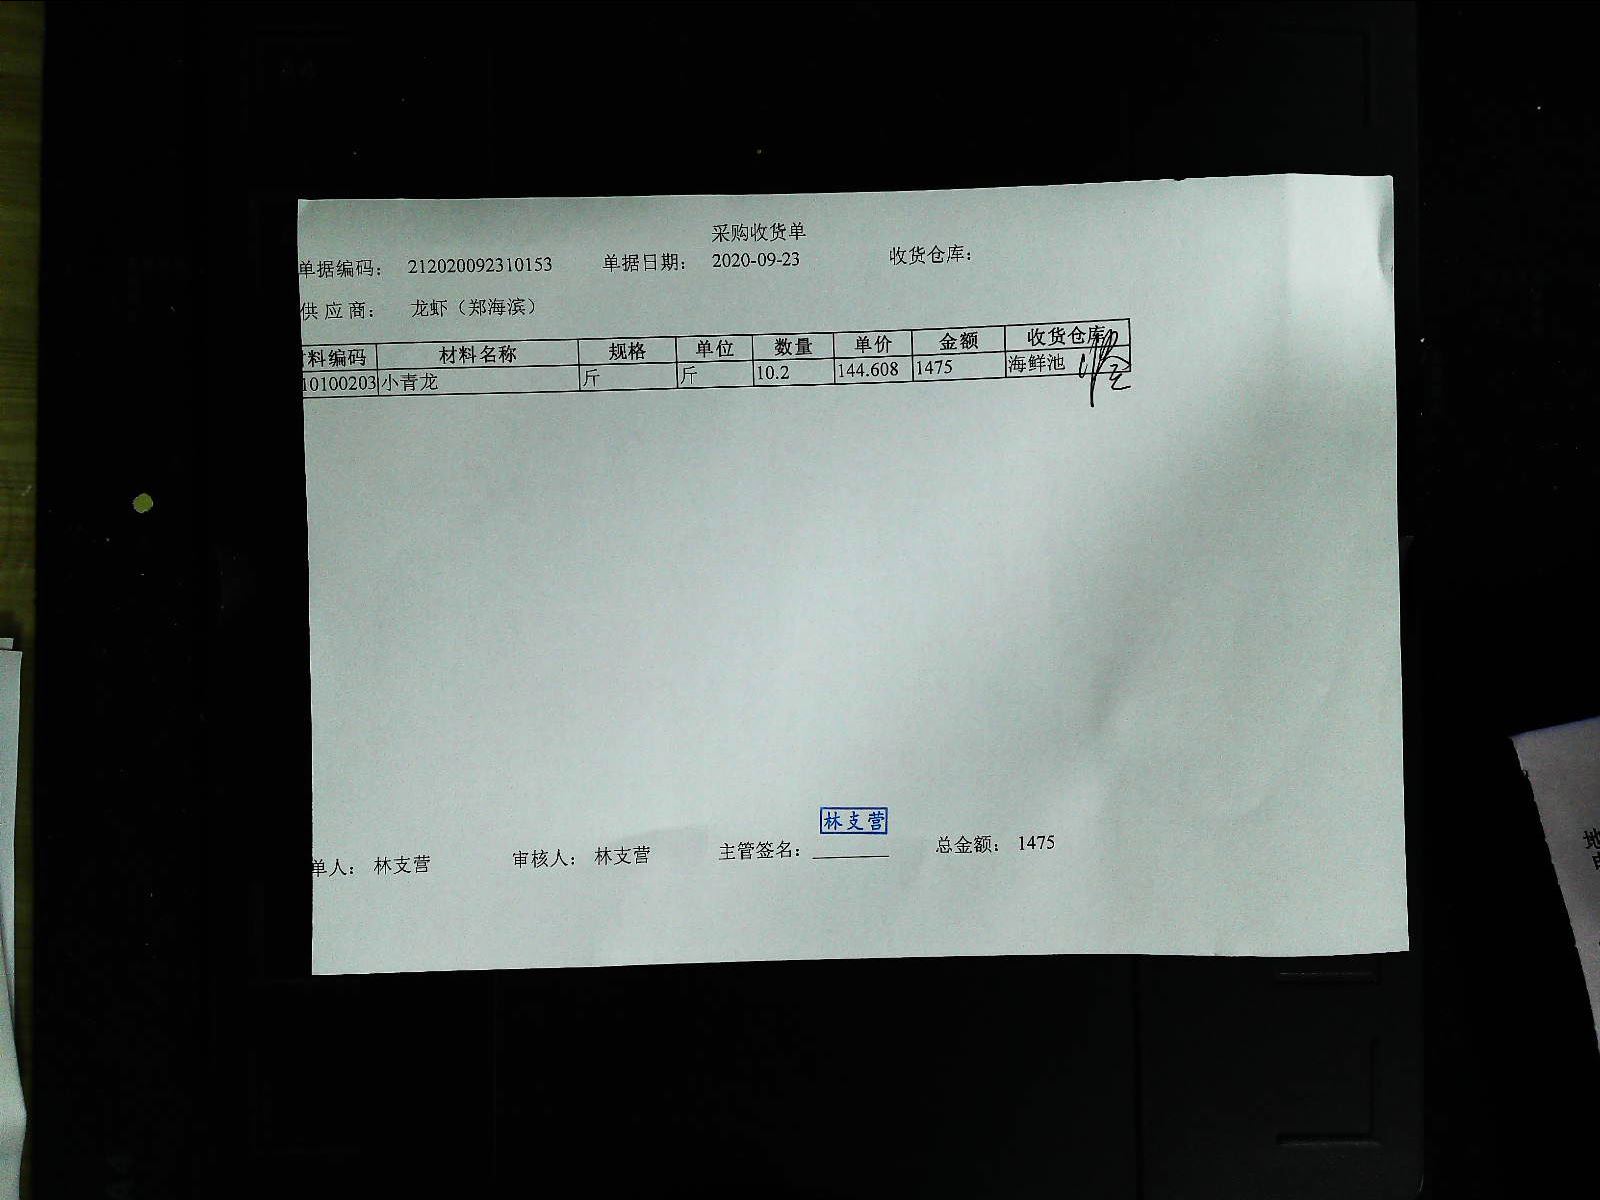 采购收货单
单据编码： 212020092310153 单据日期： 2020-09-23 收货仓库：
供应商： 龙虾（郑海滨）
料编码 材料名称 规格 单位 数量 单价 金额 收货仓库
10100203 小青龙 斤 斤 10.2 144.608 1475 海鲜池
林支营
单人： 林支营 审核人： 林支营 主管签名： 总金额： 1475
地